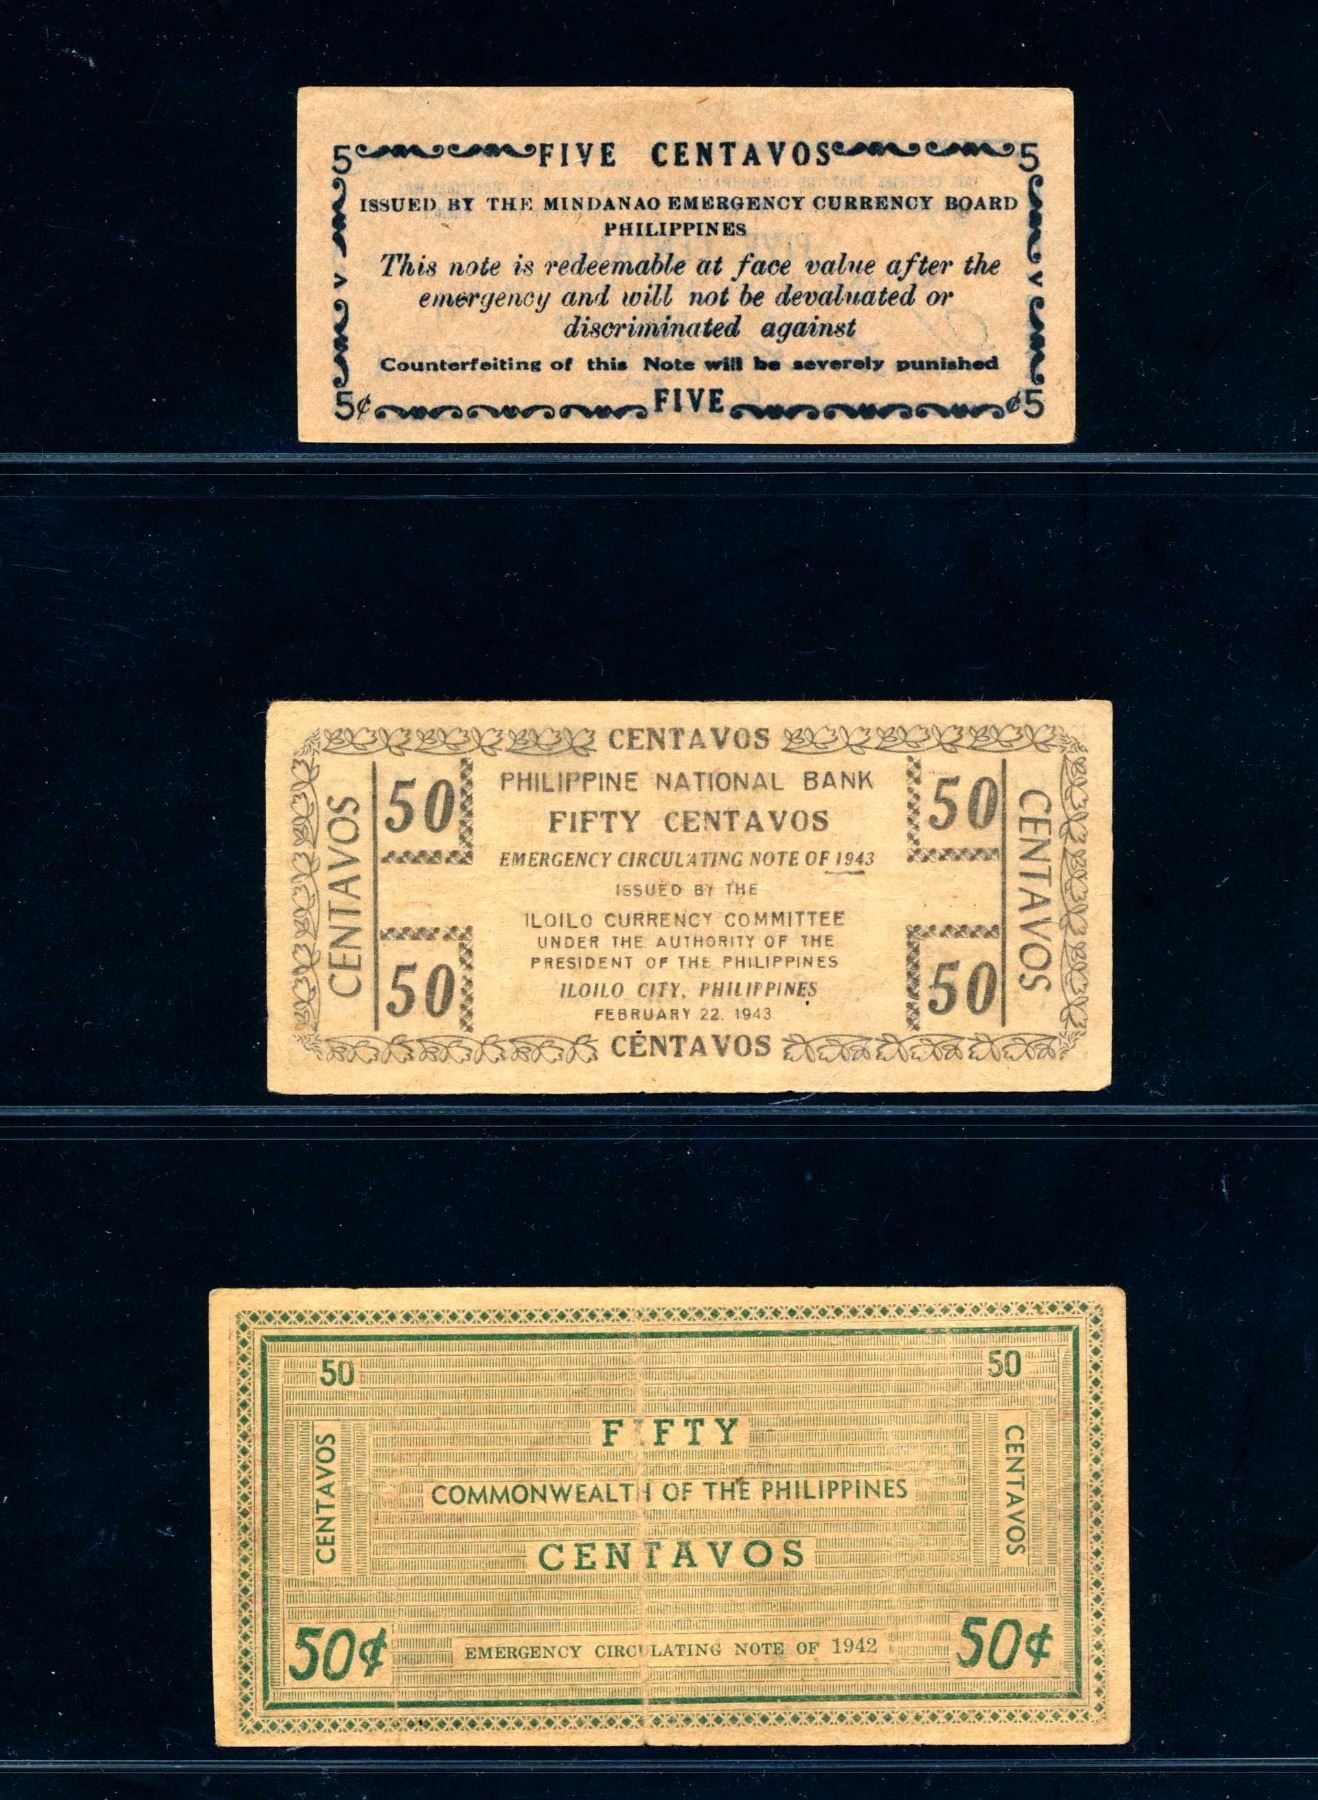 5 FIVE CENTAVOS 5
ISSUED BY THE MINDANAO EMERGENCY CURRENCY BOARD
PHILIPPINES
This note is redeemable at face value after the
V V
emergency and will not be devaluated or
discriminated against
Counterfeiting of this Note will be severely punished
5¢ FIVE ¢5
CENTAVOS
PHILIPPINE NATIONAL BANK
50 50
FIFTY CENTAVOS
EMERGENCY CIRCULATING NOTE OF 1943
CENTAVOS CENTAVOS
ISSUED BY THE
ILOILO CURRENCY COMMITTEE
UNDER THE AUTHORITY OF THE
PRESIDENT OF THE PHILIPPINES
50 50
ILOILO CITY, PHILIPPINES
FEBRUARY 22, 1943
CENTAVOS
50 50
FIFTY
COMMONWEALTH OF THE PHILIPPINES
CENTAVOS CENTAVOS
CENTAVOS
50¢ 50¢
EMERGENCY CIRCULATING NOTE OF 1942